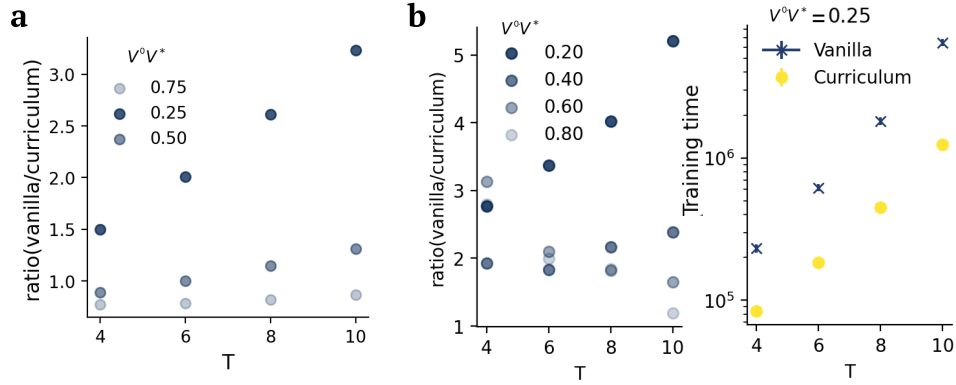 a
V⁰V*
0.75
0.25
0.50
ratio(vanilla/curriculum)
3.0
2.5
2.0
1.5
1.0
4
6
8
10
T
b
V⁰V*
0.20
0.40
0.60
0.80
ratio(vanilla/curriculum)
5
4
3
2
1
4
6
8
10
T
V⁰V* = 0.25
Vanilla
Curriculum
Training time
10⁶
10⁵
4
6
8
10
T